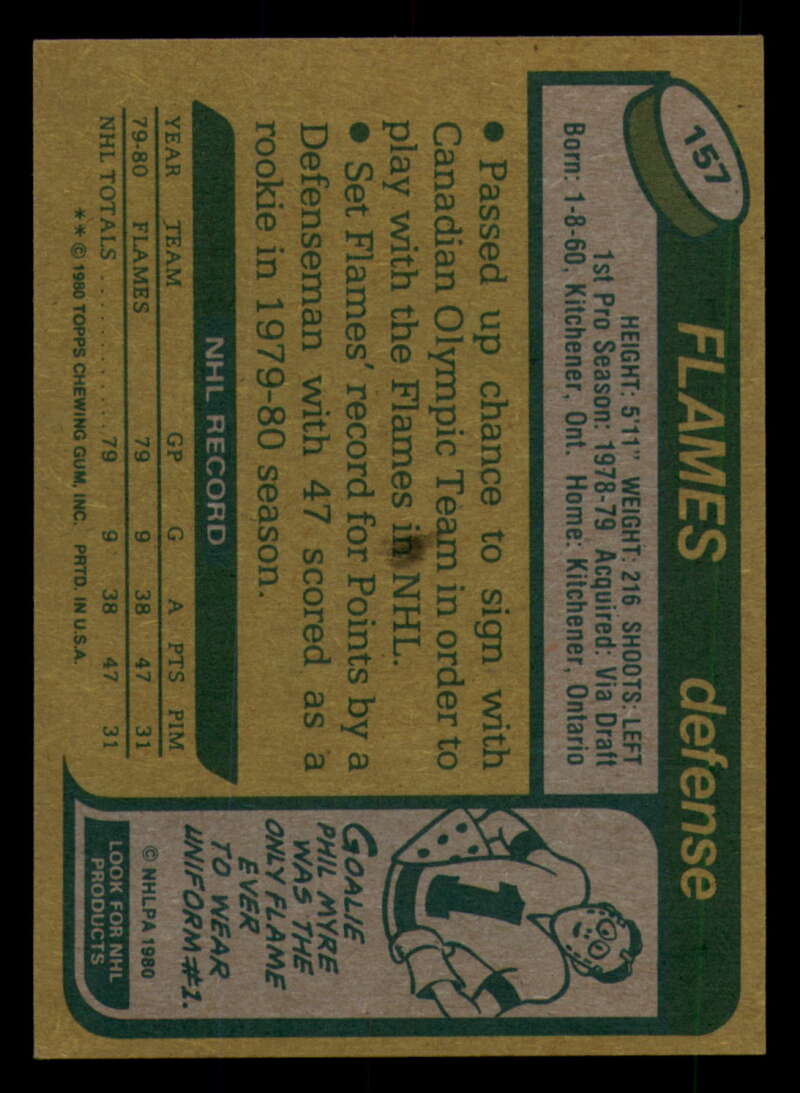 157
FLAMES defense
HEIGHT: 5'11" WEIGHT: 216 SHOOTS: LEFT
1st Pro Season: 1978-79 Acquired: Via Draft
Born: 1-8-60, Kitchener, Ont. Home: Kitchener, Ontario
● Passed up chance to sign with
Canadian Olympic Team in order to
play with the Flames in NHL.
● Set Flames' record for Points by a
Defenseman with 47 scored as a
rookie in 1979-80 season.
NHL RECORD
YEAR TEAM GP G A PTS PIM
79-80 FLAMES 79 9 38 47 31
NHL TOTALS .......... 79 9 38 47 31
** © 1980 TOPPS CHEWING GUM, INC. PRTD. IN U.S.A.
1
GOALIE
PHIL MYRE
WAS THE
ONLY FLAME
EVER
TO WEAR
UNIFORM #1.
© NHLPA 1980
LOOK FOR NHL
PRODUCTS